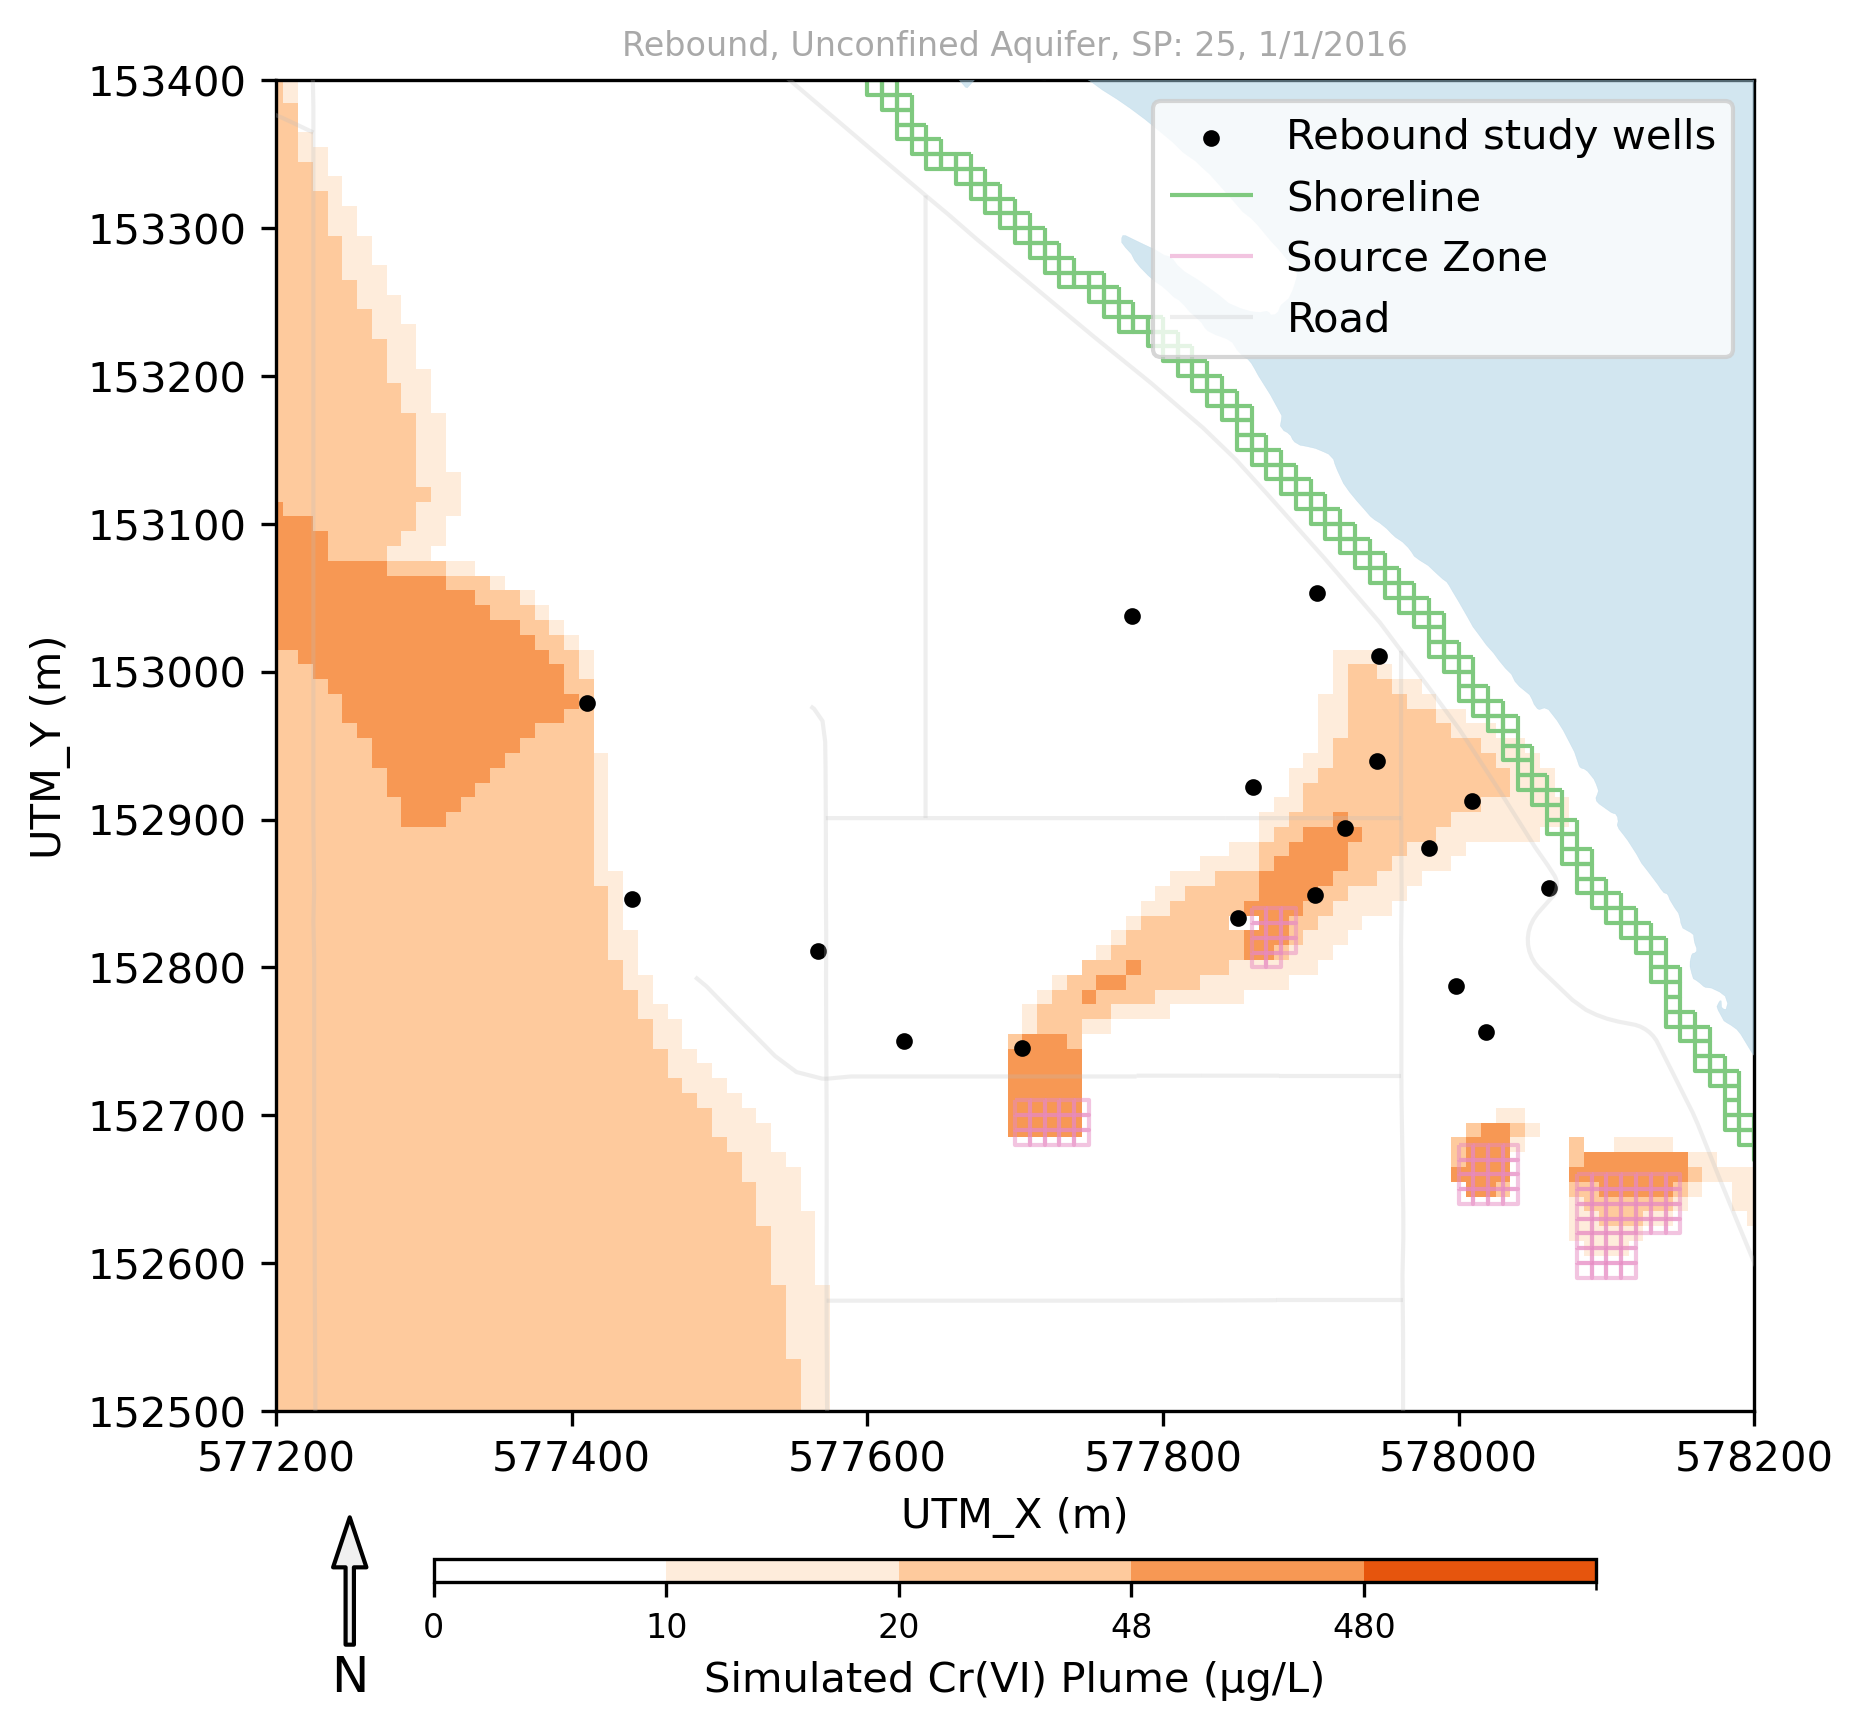 Rebound, Unconfined Aquifer, SP: 25, 1/1/2016
Rebound study wells
Shoreline
Source Zone
Road
UTM_Y (m)
153400
153300
153200
153100
153000
152900
152800
152700
152600
152500
577200 577400 577600 577800 578000 578200
UTM_X (m)
0 10 20 48 480
Simulated Cr(VI) Plume (μg/L)
N